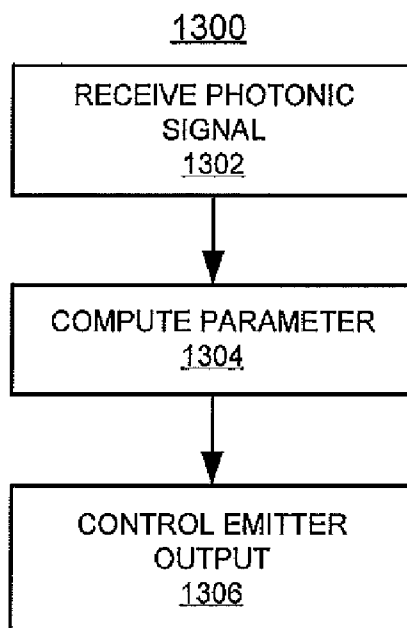 1300
RECEIVE PHOTONIC
SIGNAL
1302
COMPUTE PARAMETER
1304
CONTROL EMITTER
OUTPUT
1306